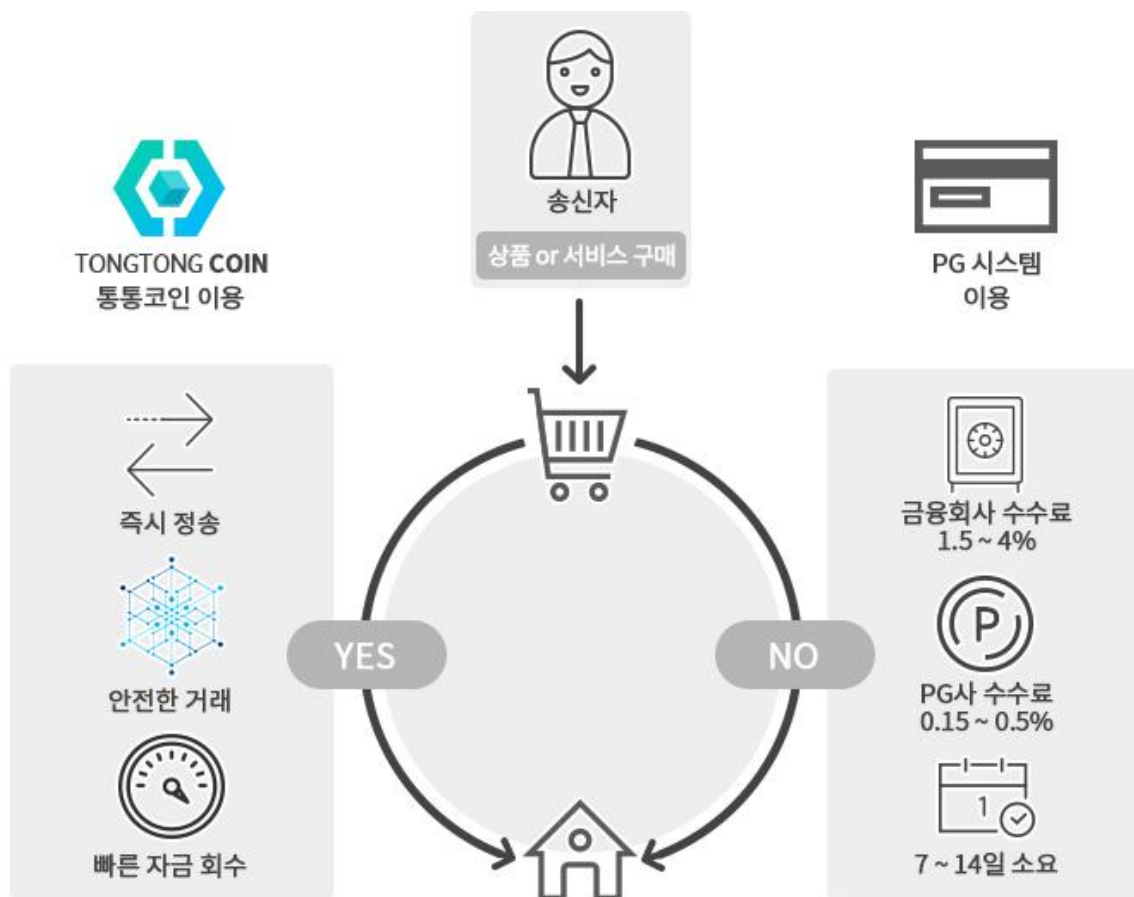 송신자
상품 or 서비스 구매
TONGTONG COIN
통통코인 이용
PG 시스템
이용
즉시 정송
안전한 거래
빠른 자금 회수
YES
NO
금융회사 수수료
1.5 ~ 4%
P
PG사 수수료
0.15 ~ 0.5%
1
7 ~ 14일 소요